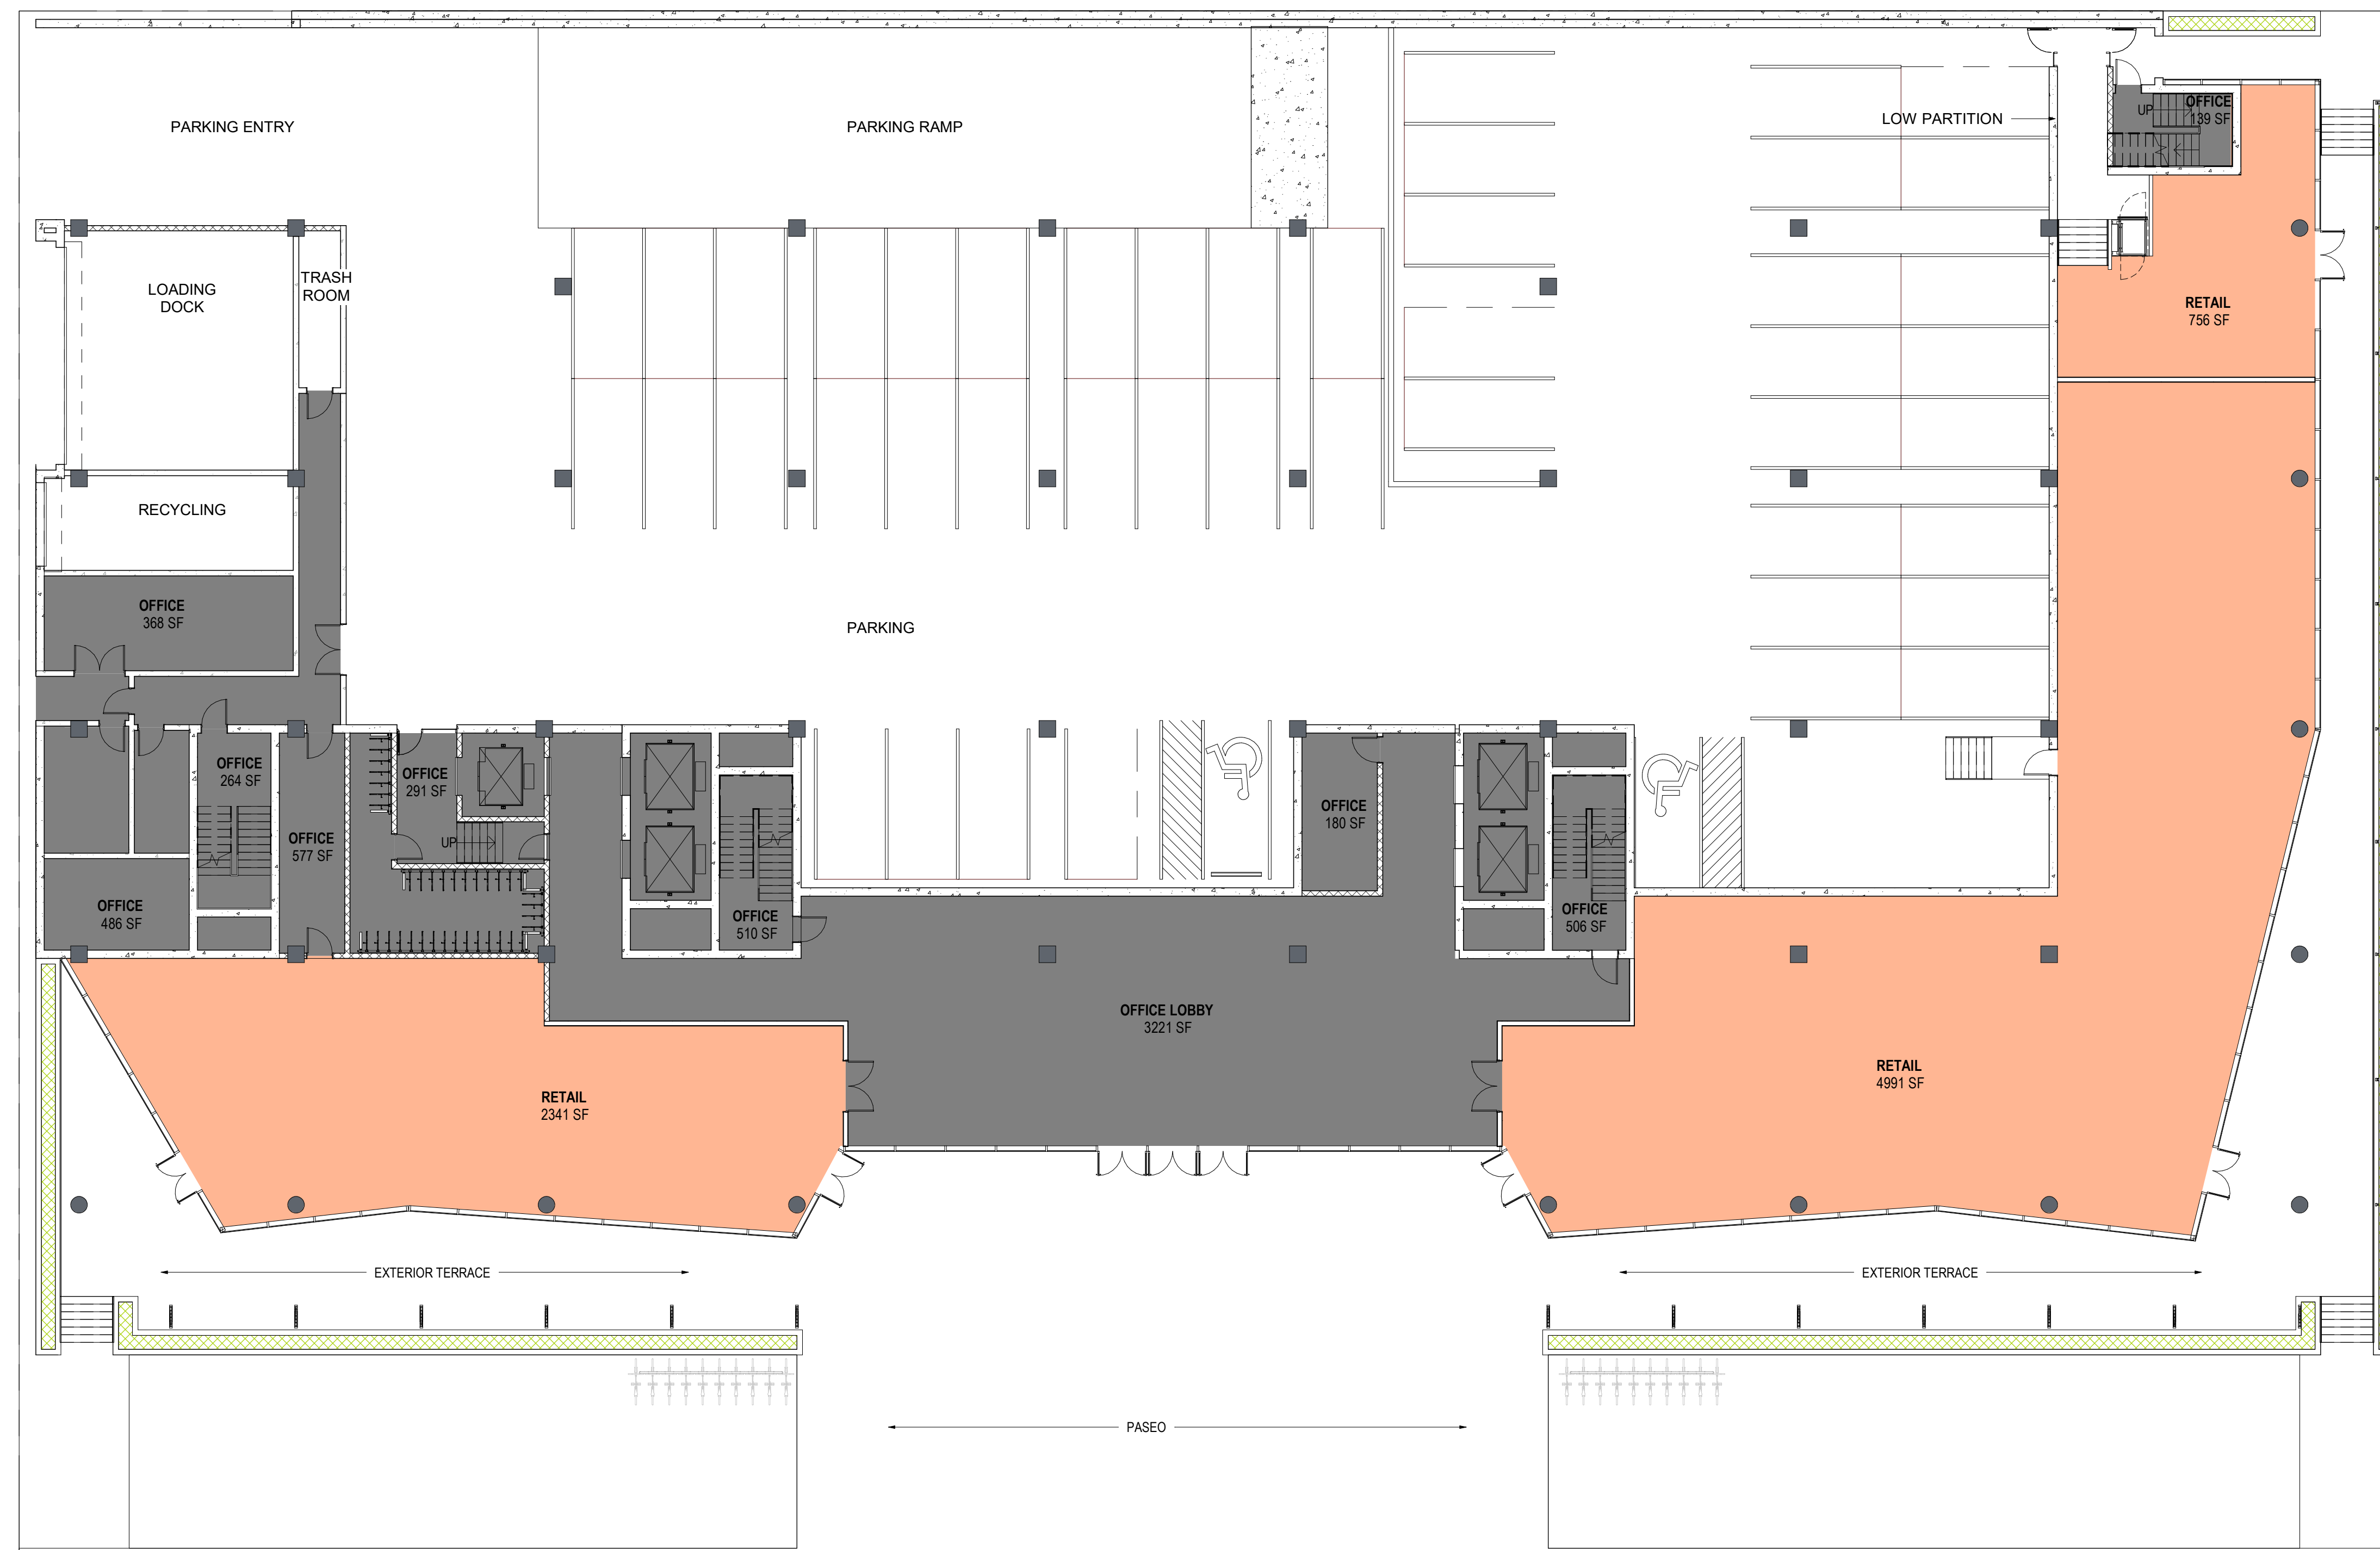 OFFICE
139 SF
UP
LOW PARTITION
PARKING ENTRY
PARKING RAMP
TRASH
ROOM
LOADING
DOCK
RETAIL
756 SF
RECYCLING
OFFICE
368 SF
PARKING
OFFICE
264 SF
OFFICE
291 SF
OFFICE
180 SF
OFFICE
577 SF
UP
OFFICE
486 SF
OFFICE
510 SF
OFFICE
506 SF
OFFICE LOBBY
3221 SF
RETAIL
4991 SF
RETAIL
2341 SF
EXTERIOR TERRACE
EXTERIOR TERRACE
PASEO